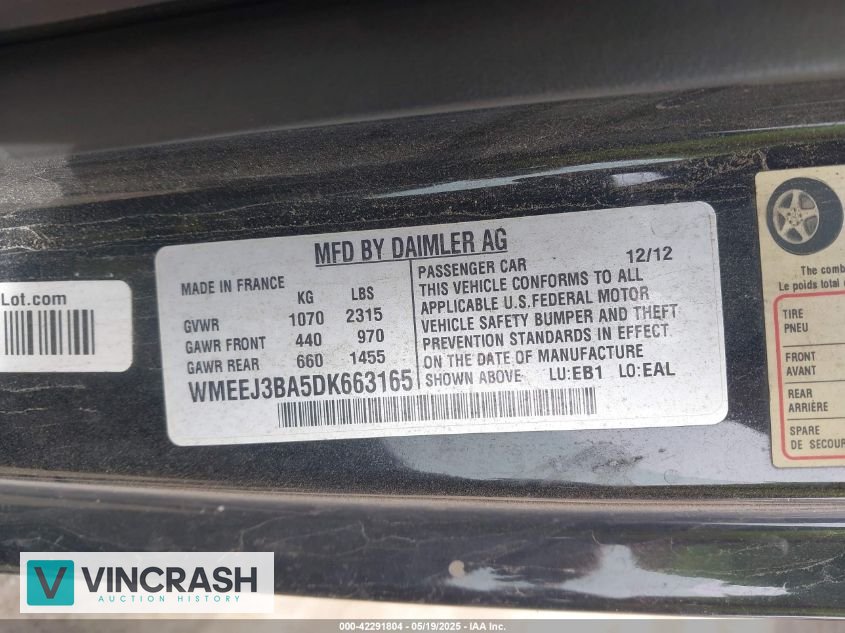 Lot.com
MFD BY DAIMLER AG
MADE IN FRANCE
KG LBS
GVWR 1070 2315
GAWR FRONT 440 970
GAWR REAR 660 1455
WMEEJ3BA5DK663165
PASSENGER CAR 12/12
THIS VEHICLE CONFORMS TO ALL
APPLICABLE U.S.FEDERAL MOTOR
VEHICLE SAFETY BUMPER AND THEFT
PREVENTION STANDARDS IN EFFECT
ON THE DATE OF MANUFACTURE
SHOWN ABOVE LU:EB1 LO:EAL
The comb
Le poids total
TIRE
PNEU
FRONT
AVANT
REAR
ARRIÈRE
SPARE
DE SECOUR
V VINCRASH
AUCTION HISTORY
000-42291804 - 05/19/2025 - IAA Inc.